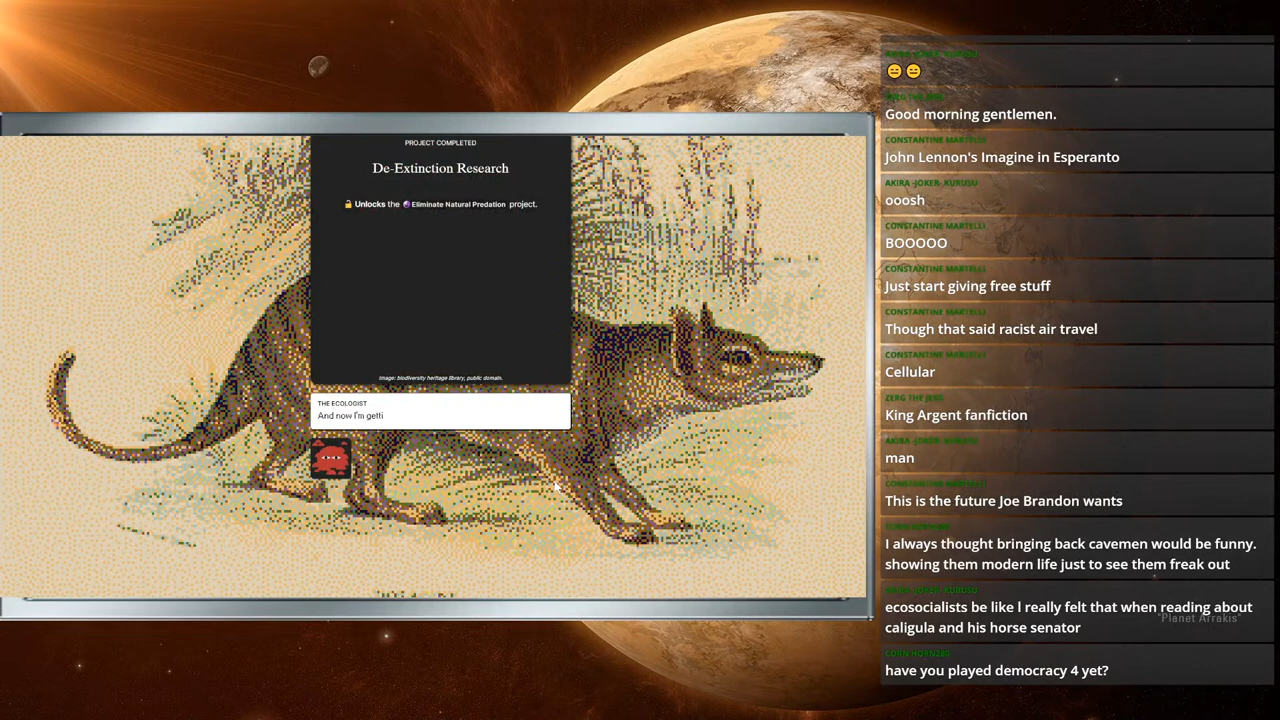 PROJECT COMPLETED
De-Extinction Research
Unlocks the Eliminate Natural Predation project.
Image: biodiversity heritage library, public domain.
THE ECOLOGIST
And now I'm getti
Good morning gentlemen.
CONSTANTINE MARTELLI
John Lennon's Imagine in Esperanto
AKIRA -JOKER- KURUSU
ooosh
CONSTANTINE MARTELLI
BOOOOO
CONSTANTINE MARTELLI
Just start giving free stuff
CONSTANTINE MARTELLI
Though that said racist air travel
CONSTANTINE MARTELLI
Cellular
ZERG THE JERG
King Argent fanfiction
AKIRA -JOKER- KURUSU
man
CONSTANTINE MARTELLI
This is the future Joe Brandon wants
I always thought bringing back cavemen would be funny.
showing them modern life just to see them freak out
AKIRA -JOKER- KURUSU
ecosocialists be like I really felt that when reading about
caligula and his horse senator
"Planet Arrakis"
have you played democracy 4 yet?